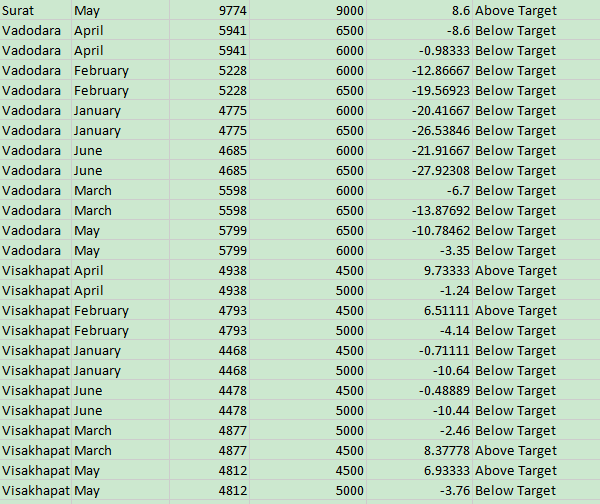 Surat May 9774 9000 8.6 Above Target
Vadodara April 5941 6500 -8.6 Below Target
Vadodara April 5941 6000 -0.98333 Below Target
Vadodara February 5228 6000 -12.86667 Below Target
Vadodara February 5228 6500 -19.56923 Below Target
Vadodara January 4775 6000 -20.41667 Below Target
Vadodara January 4775 6500 -26.53846 Below Target
Vadodara June 4685 6000 -21.91667 Below Target
Vadodara June 4685 6500 -27.92308 Below Target
Vadodara March 5598 6000 -6.7 Below Target
Vadodara March 5598 6500 -13.87692 Below Target
Vadodara May 5799 6500 -10.78462 Below Target
Vadodara May 5799 6000 -3.35 Below Target
Visakhapat April 4938 4500 9.73333 Above Target
Visakhapat April 4938 5000 -1.24 Below Target
Visakhapat February 4793 4500 6.51111 Above Target
Visakhapat February 4793 5000 -4.14 Below Target
Visakhapat January 4468 4500 -0.71111 Below Target
Visakhapat January 4468 5000 -10.64 Below Target
Visakhapat June 4478 4500 -0.48889 Below Target
Visakhapat June 4478 5000 -10.44 Below Target
Visakhapat March 4877 5000 -2.46 Below Target
Visakhapat March 4877 4500 8.37778 Above Target
Visakhapat May 4812 4500 6.93333 Above Target
Visakhapat May 4812 5000 -3.76 Below Target